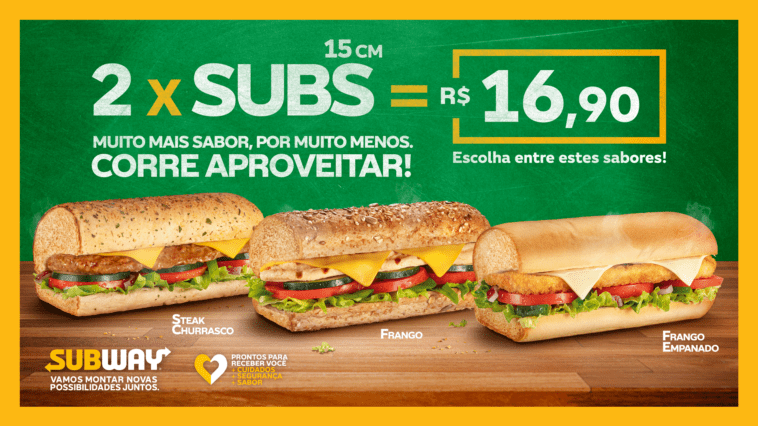 15 CM
2 x SUBS = R$ 16,90
MUITO MAIS SABOR, POR MUITO MENOS.
CORRE APROVEITAR!
Escolha entre estes sabores!
STEAK
CHURRASCO
FRANGO
FRANGO
EMPANADO
SUBWAY
VAMOS MONTAR NOVAS
POSSIBILIDADES JUNTOS.
PRONTOS PARA
RECEBER VOCÊ
+ CUIDADOS
+ SEGURANÇA
+ SABOR